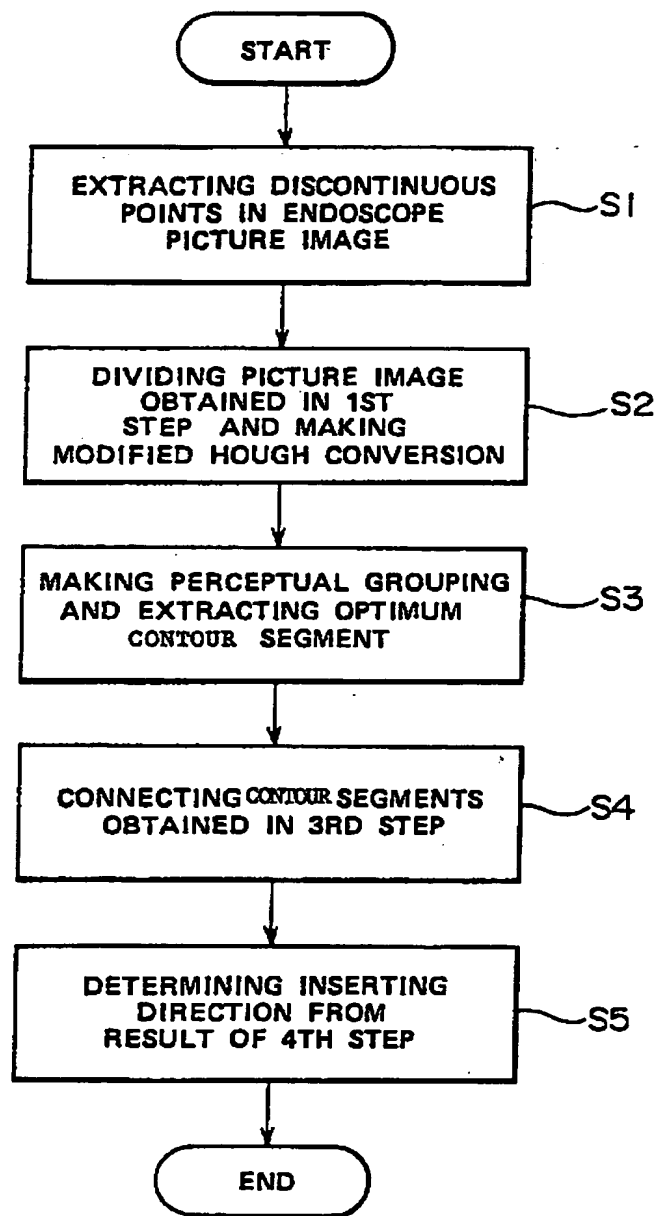 START
EXTRACTING DISCONTINUOUS
POINTS IN ENDOSCOPE
PICTURE IMAGE
S1
DIVIDING PICTURE IMAGE
OBTAINED IN 1ST
STEP AND MAKING
MODIFIED HOUGH CONVERSION
S2
MAKING PERCEPTUAL GROUPING
AND EXTRACTING OPTIMUM
CONTOUR SEGMENT
S3
CONNECTING CONTOUR SEGMENTS
OBTAINED IN 3RD STEP
S4
DETERMINING INSERTING
DIRECTION FROM
RESULT OF 4TH STEP
S5
END